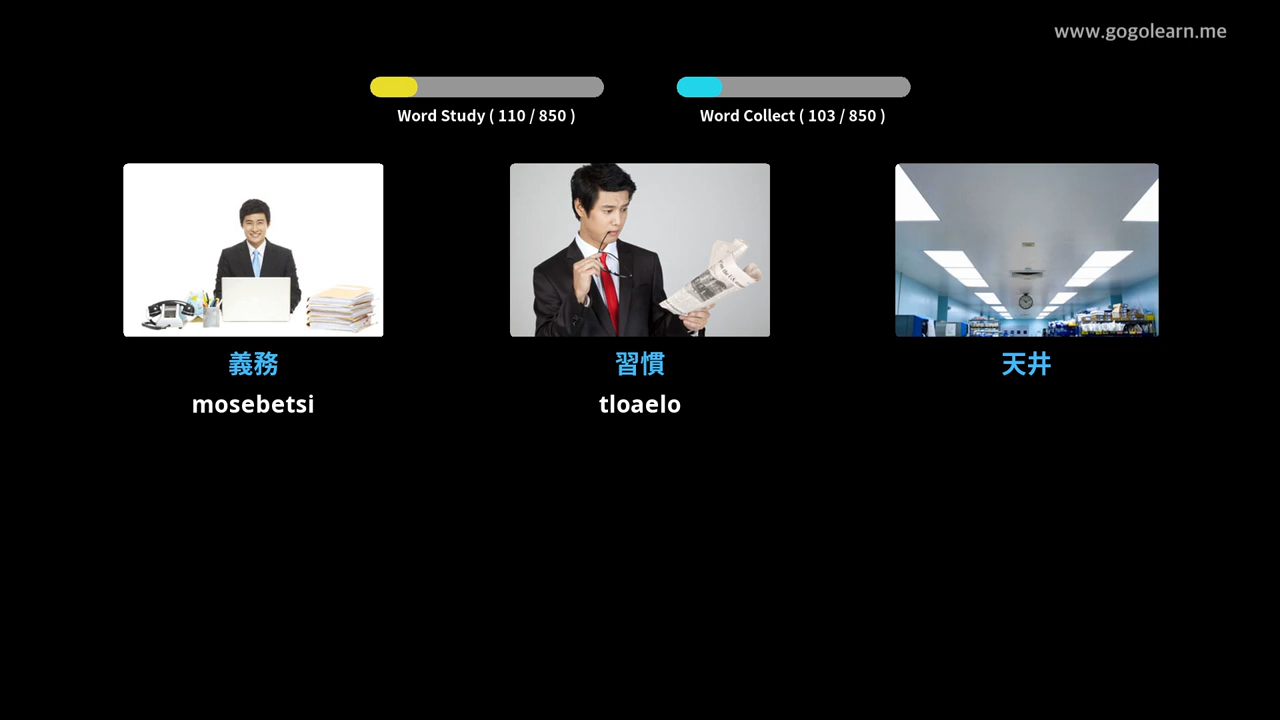 www.gogolearn.me
Word Study ( 110 / 850 )
Word Collect ( 103 / 850 )
義務
習慣
天井
mosebetsi
tloaelo